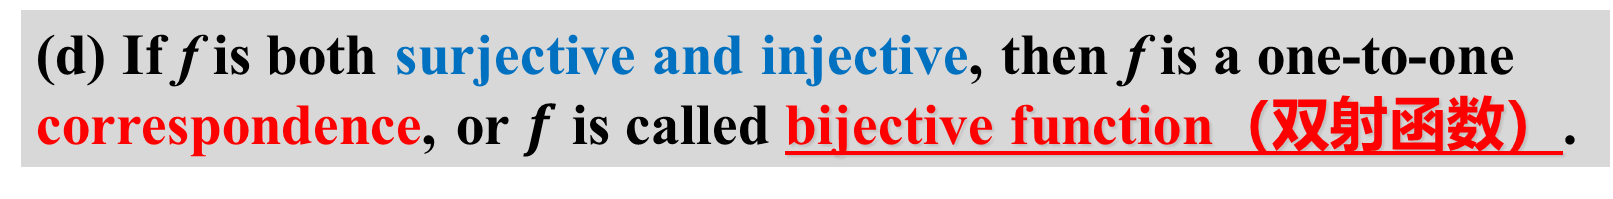 (d) If f is both surjective and injective, then f is a one-to-one
correspondence, or f is called bijective function（双射函数）.